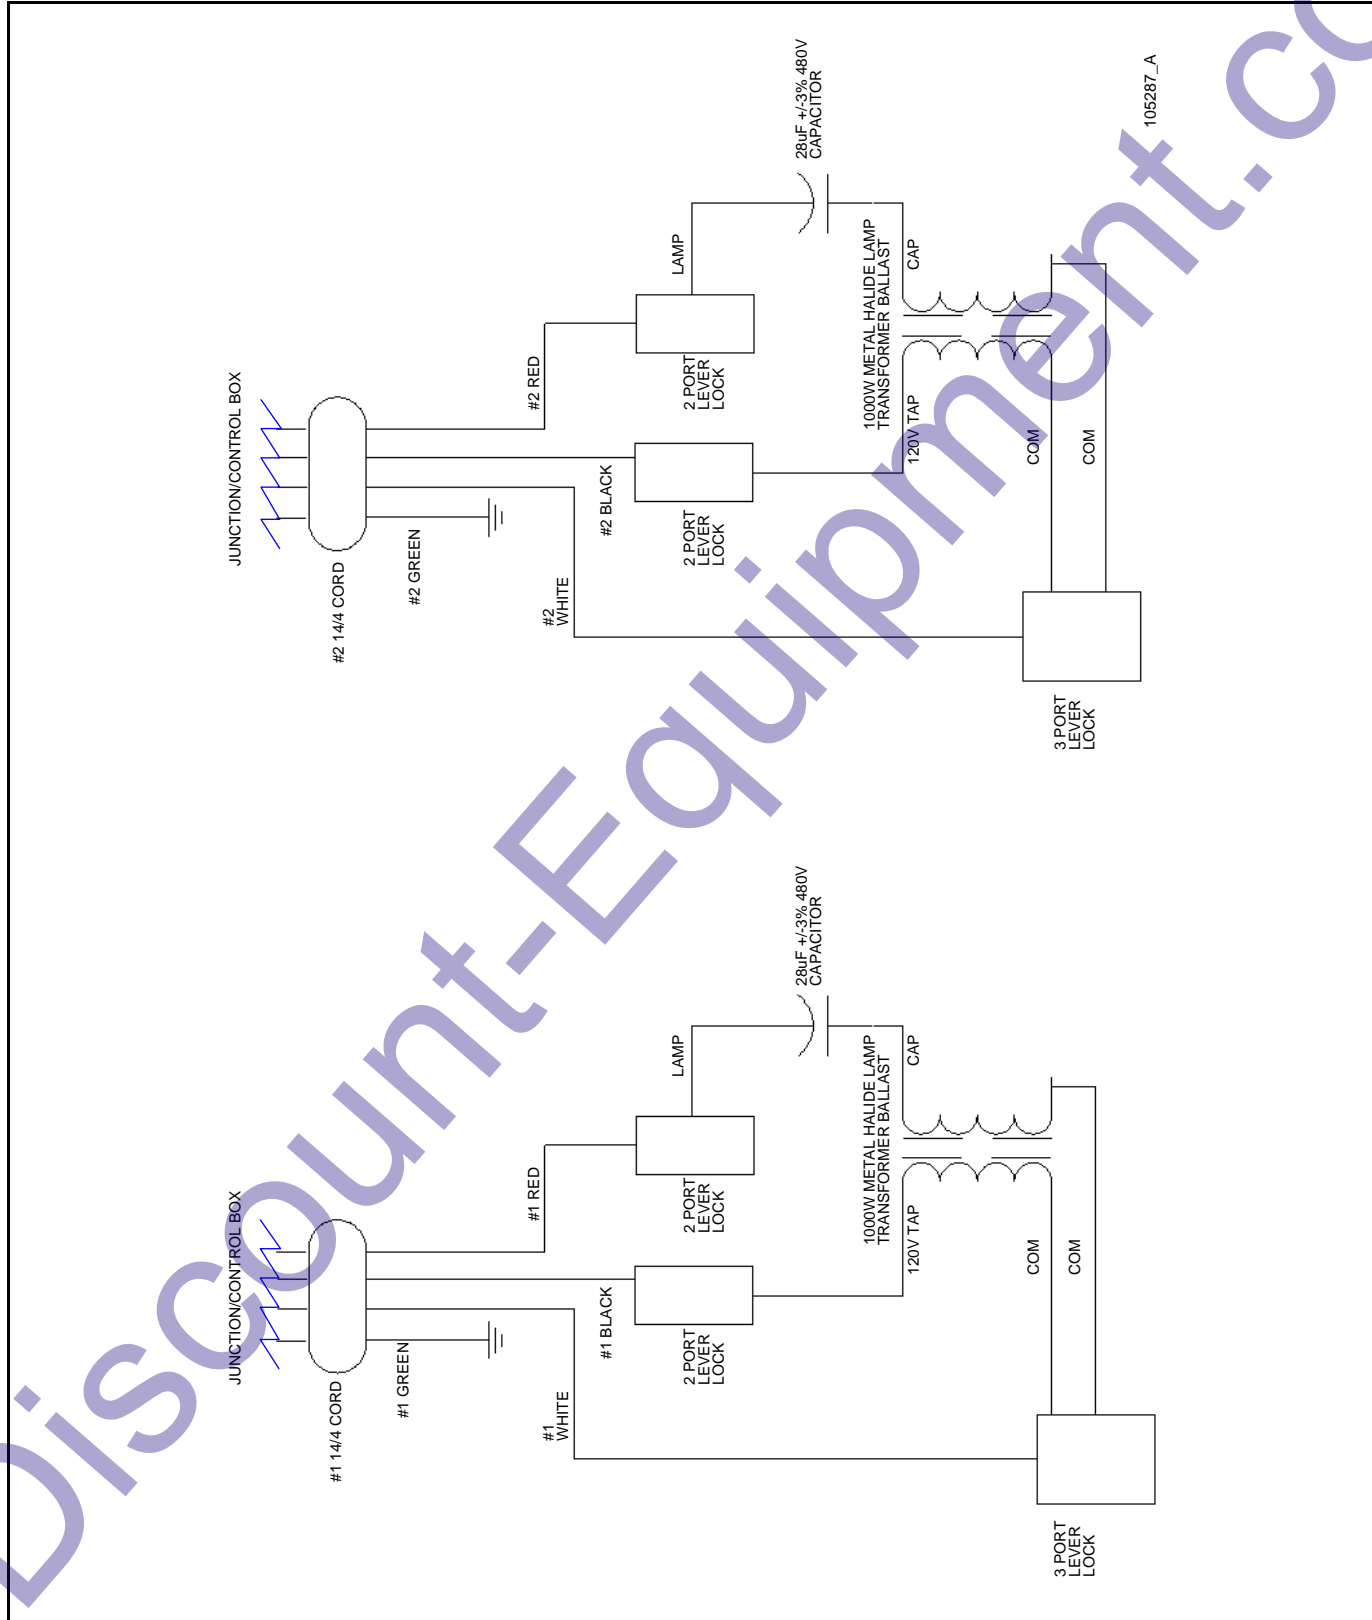 JUNCTION/CONTROL BOX
#2 14/4 CORD
#2 GREEN
#2 RED
#2 BLACK
#2
WHITE
LAMP
2 PORT
LEVER
LOCK
2 PORT
LEVER
LOCK
28uF +/-3% 480V
CAPACITOR
1000W METAL HALIDE LAMP
TRANSFORMER BALLAST
CAP
120V TAP
COM
COM
3 PORT
LEVER
LOCK
105287_A
JUNCTION/CONTROL BOX
#1 14/4 CORD
#1 GREEN
#1 RED
#1 BLACK
#1
WHITE
LAMP
2 PORT
LEVER
LOCK
2 PORT
LEVER
LOCK
28uF +/-3% 480V
CAPACITOR
1000W METAL HALIDE LAMP
TRANSFORMER BALLAST
CAP
120V TAP
COM
COM
3 PORT
LEVER
LOCK
Discount-Equipment.co